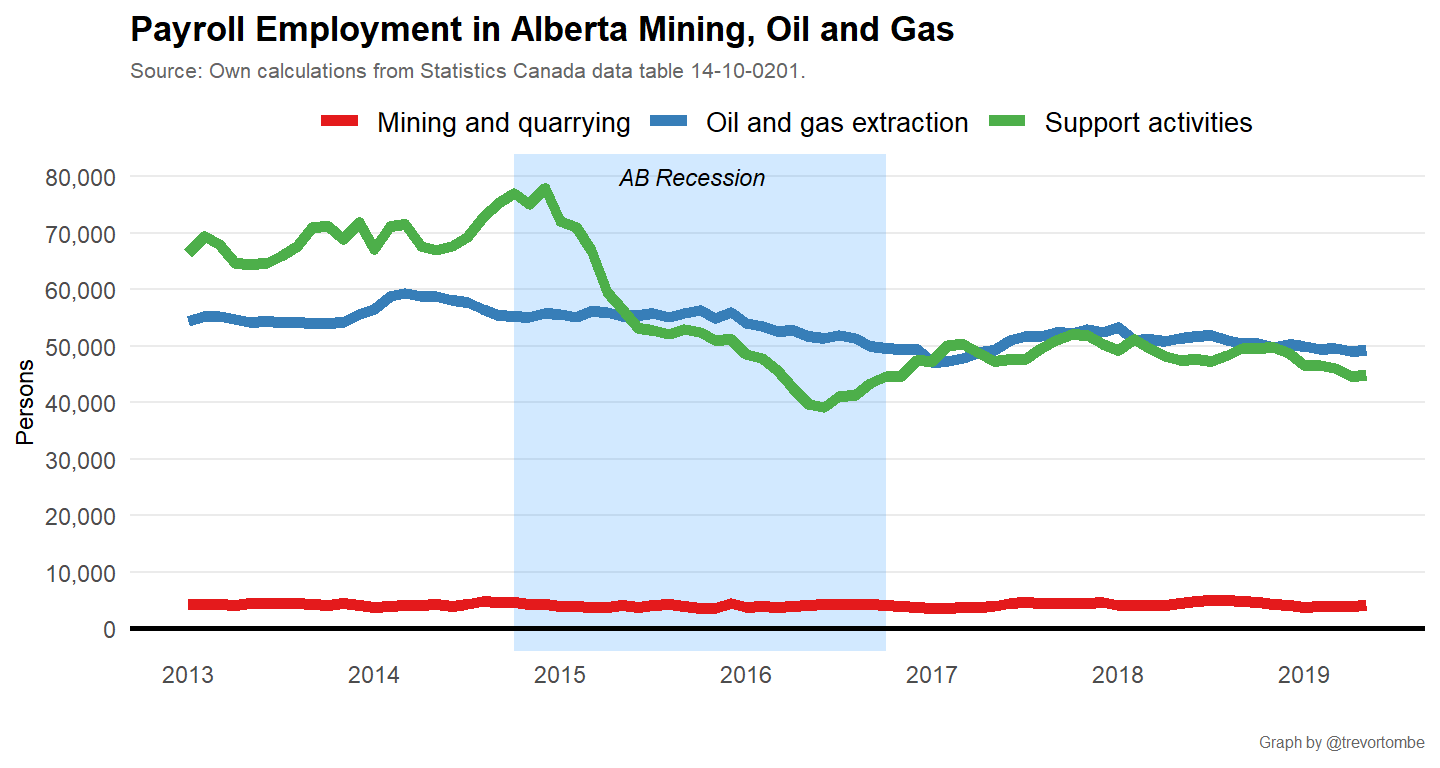 Payroll Employment in Alberta Mining, Oil and Gas
Source: Own calculations from Statistics Canada data table 14-10-0201.
Mining and quarrying Oil and gas extraction Support activities
AB Recession
80,000
70,000
60,000
50,000
40,000
30,000
20,000
10,000
0
Persons
2013 2014 2015 2016 2017 2018 2019
Graph by @trevortombe